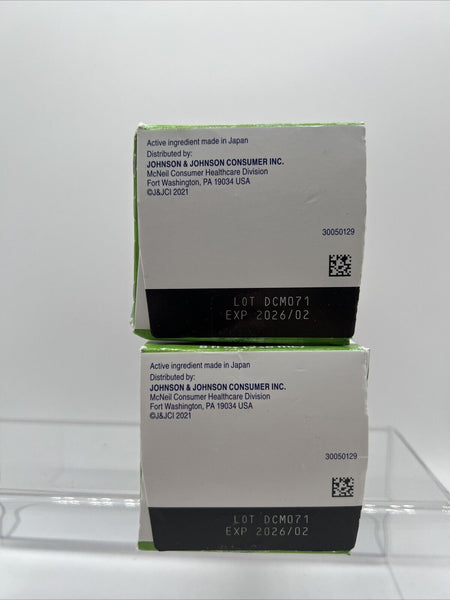 Active ingredient made in Japan
Distributed by:
JOHNSON & JOHNSON CONSUMER INC.
McNeil Consumer Healthcare Division
Fort Washington, PA 19034 USA
©J&JCI 2021
30050129
LOT DCM071
EXP 2026/02
Active ingredient made in Japan
Distributed by:
JOHNSON & JOHNSON CONSUMER INC.
McNeil Consumer Healthcare Division
Fort Washington, PA 19034 USA
©J&JCI 2021
30050129
LOT DCM071
EXP 2026/02